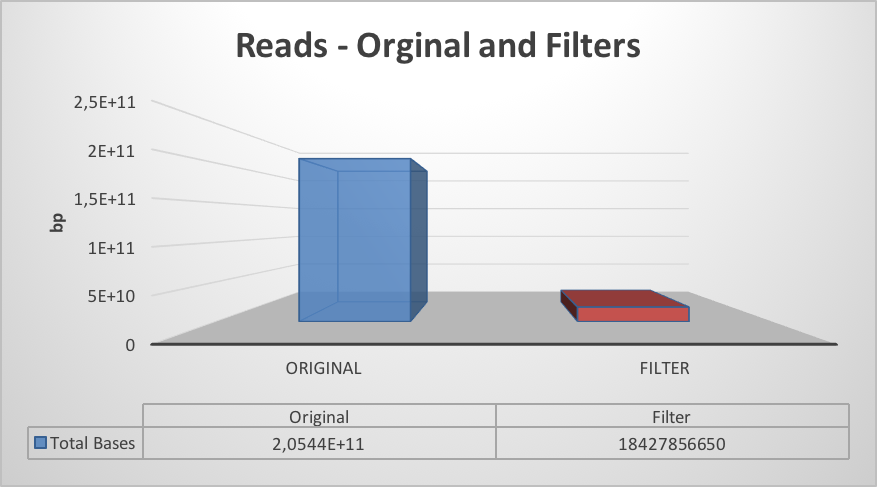 Reads - Orginal and Filters
2,5E+11
2E+11
1,5E+11
1E+11
5E+10
0
bp
ORIGINAL FILTER
Original Filter
Total Bases 2,0544E+11 18427856650